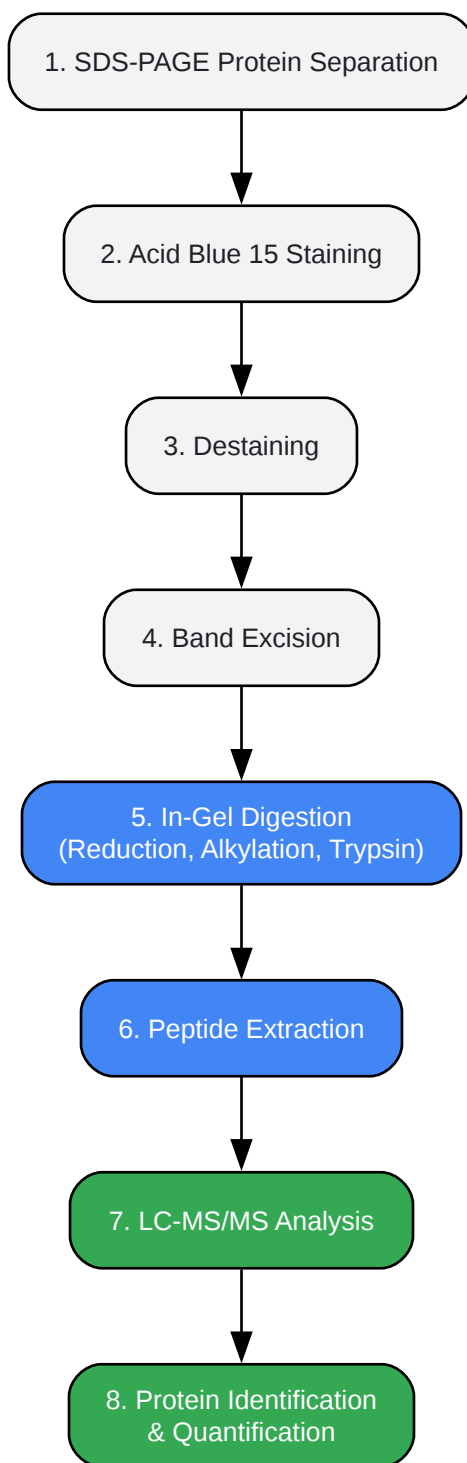 1. SDS-PAGE Protein Separation
2. Acid Blue 15 Staining
3. Destaining
4. Band Excision
5. In-Gel Digestion
(Reduction, Alkylation, Trypsin)
6. Peptide Extraction
7. LC-MS/MS Analysis
8. Protein Identification
& Quantification